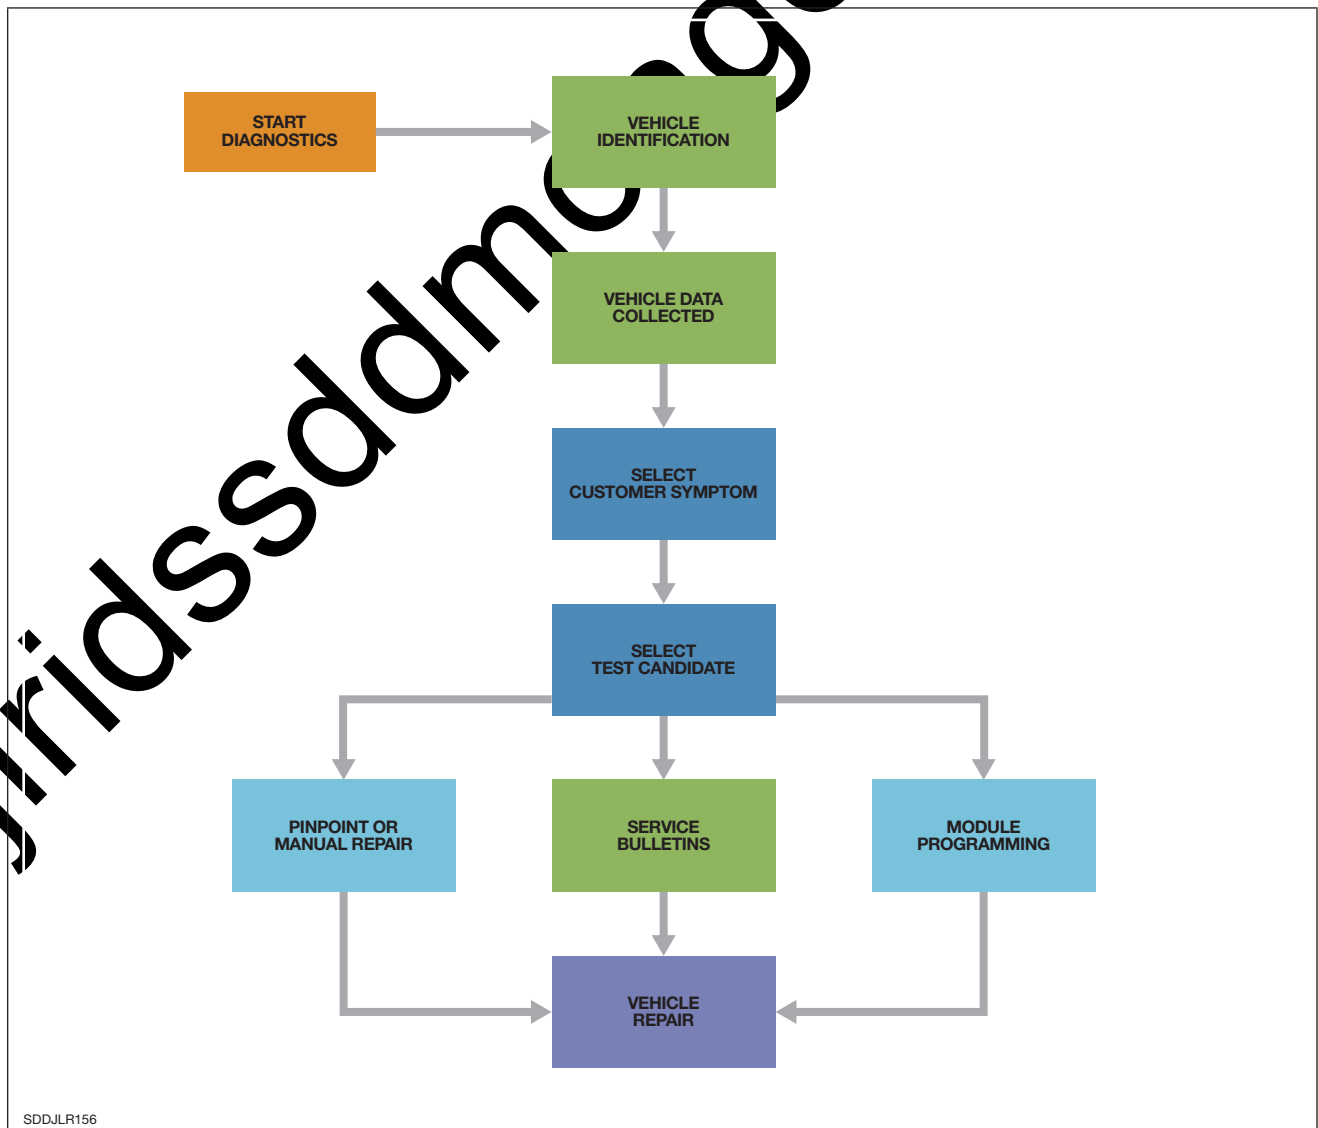 START
DIAGNOSTICS
VEHICLE
IDENTIFICATION
VEHICLE DATA
COLLECTED
SELECT
CUSTOMER SYMPTOM
SELECT
TEST CANDIDATE
PINPOINT OR
MANUAL REPAIR
SERVICE
BULLETINS
MODULE
PROGRAMMING
VEHICLE
REPAIR
SDDJLR156